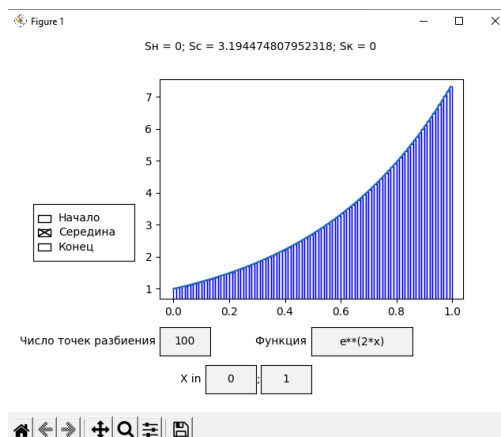 Figure 1
Sн = 0; Sc = 3.194474807952318; Sк = 0
7
6
5
4
3
2
1
0.0 0.2 0.4 0.6 0.8 1.0
Начало
Середина
Конец
Число точек разбиения 100 Функция e**(2*x)
X in 0 ; 1